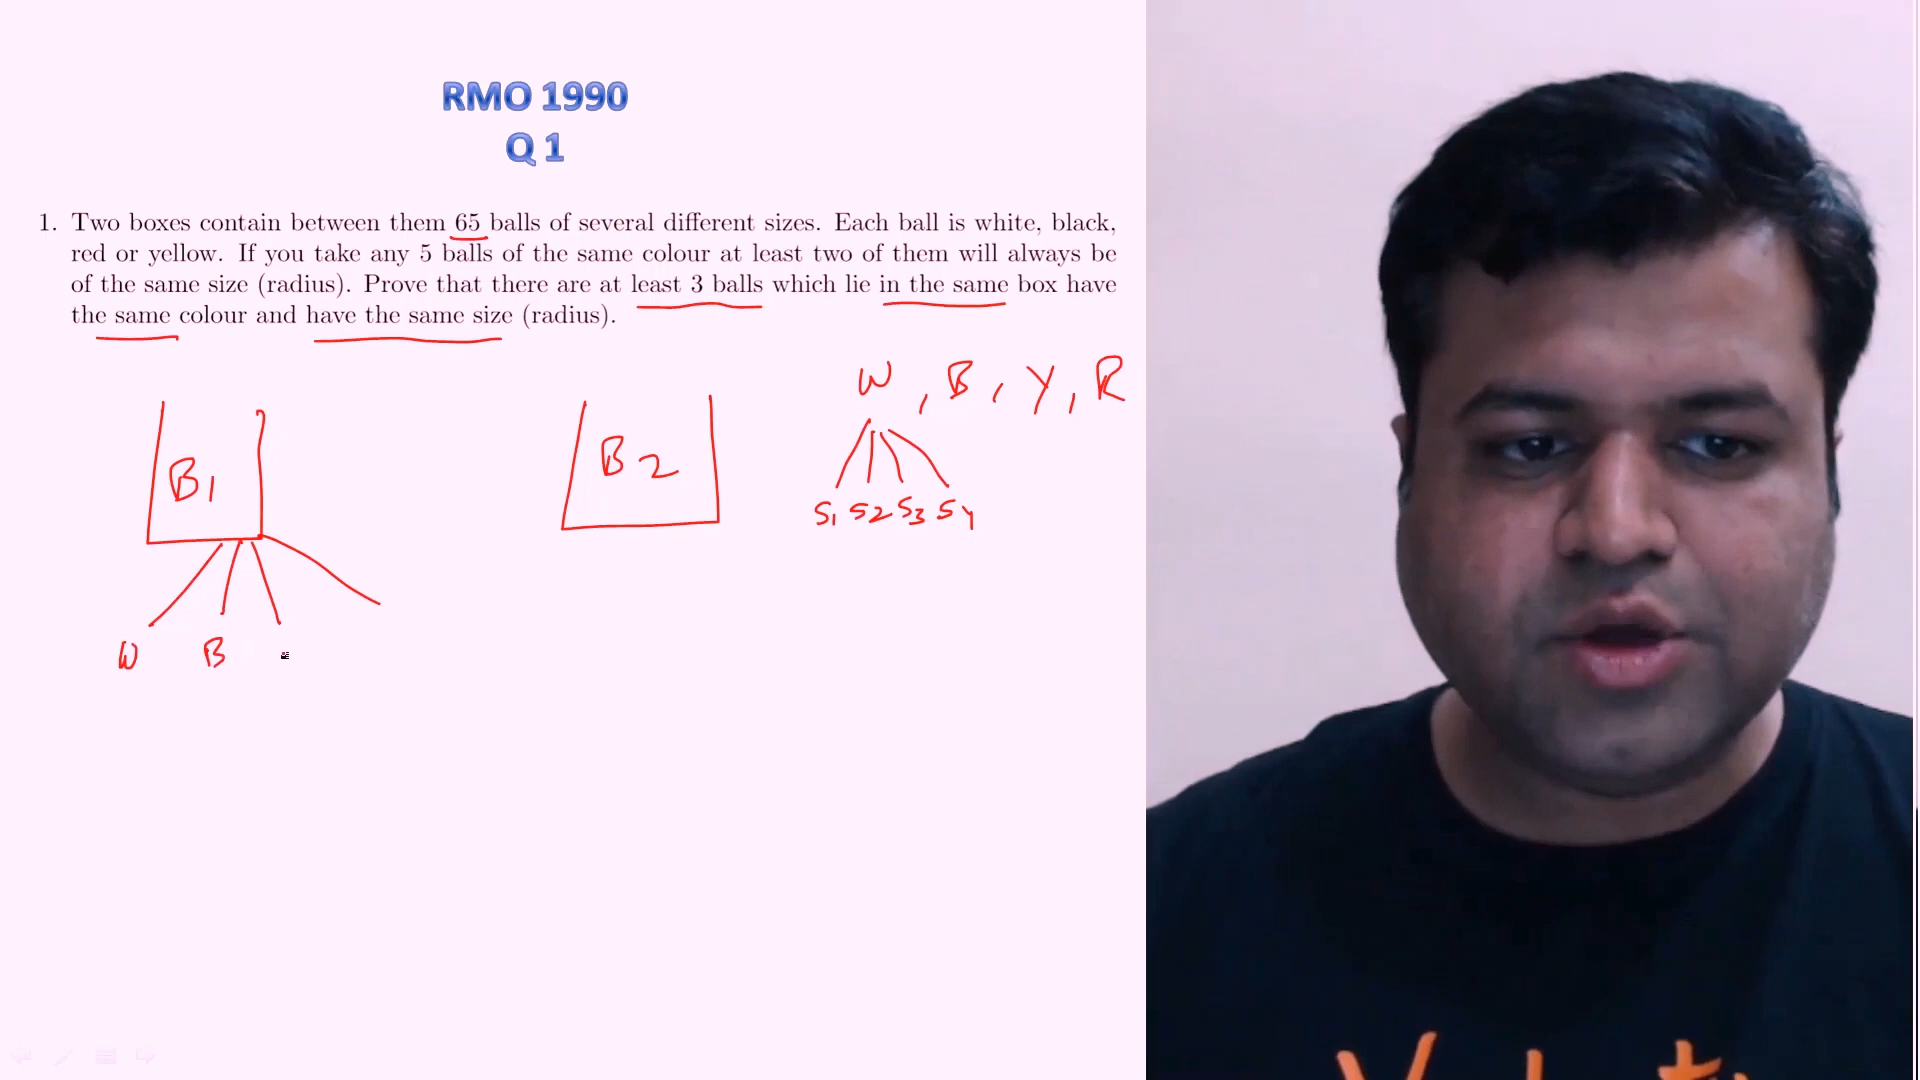 RMO 1990
Q 1
1. Two boxes contain between them 65 balls of several different sizes. Each ball is white, black,
red or yellow. If you take any 5 balls of the same colour at least two of them will always be
of the same size (radius). Prove that there are at least 3 balls which lie in the same box have
the same colour and have the same size (radius).
W , B , Y , R
B1
B2
S1 S2 S3 S4
W B